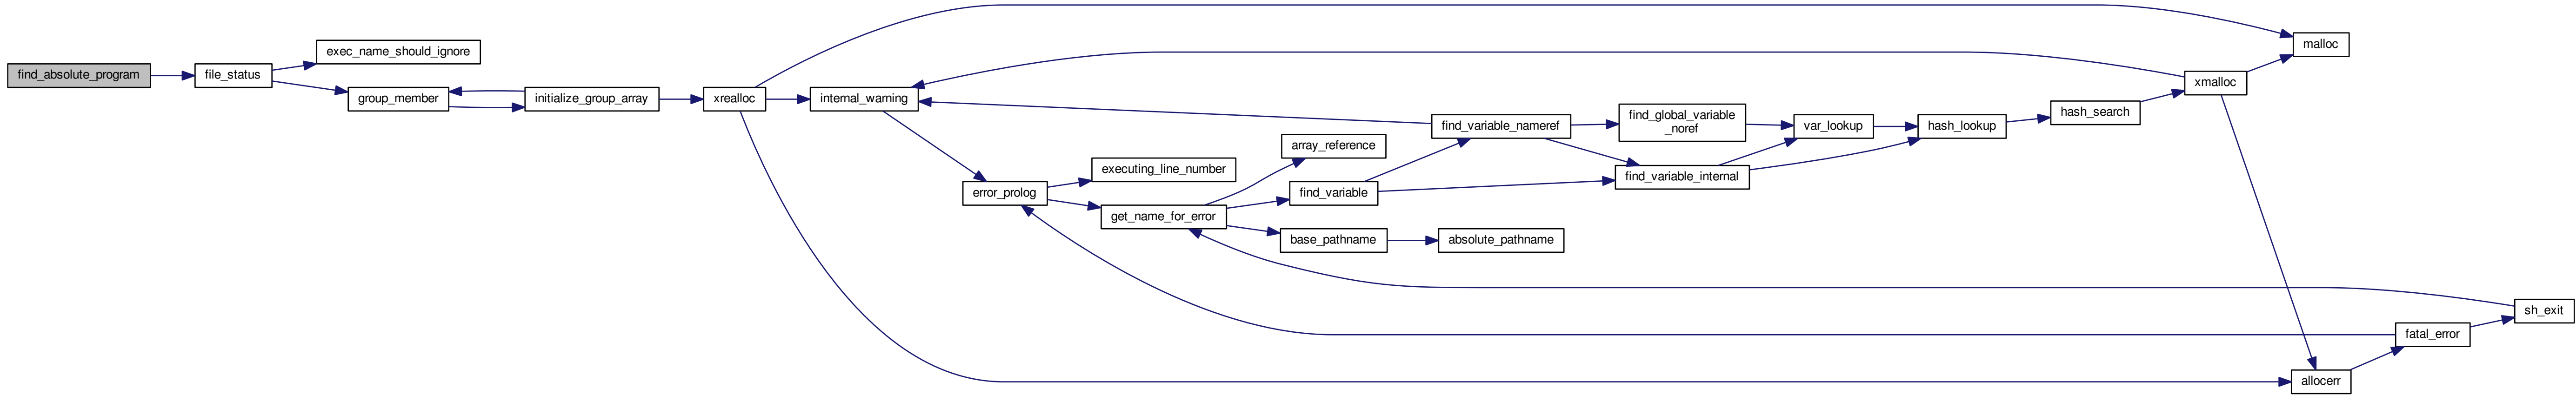 find_absolute_program
file_status
exec_name_should_ignore
group_member
initialize_group_array
xrealloc
internal_warning
error_prolog
executing_line_number
get_name_for_error
array_reference
find_variable
base_pathname
absolute_pathname
find_variable_nameref
find_global_variable
_noref
find_variable_internal
var_lookup
hash_lookup
hash_search
xmalloc
malloc
allocerr
fatal_error
sh_exit